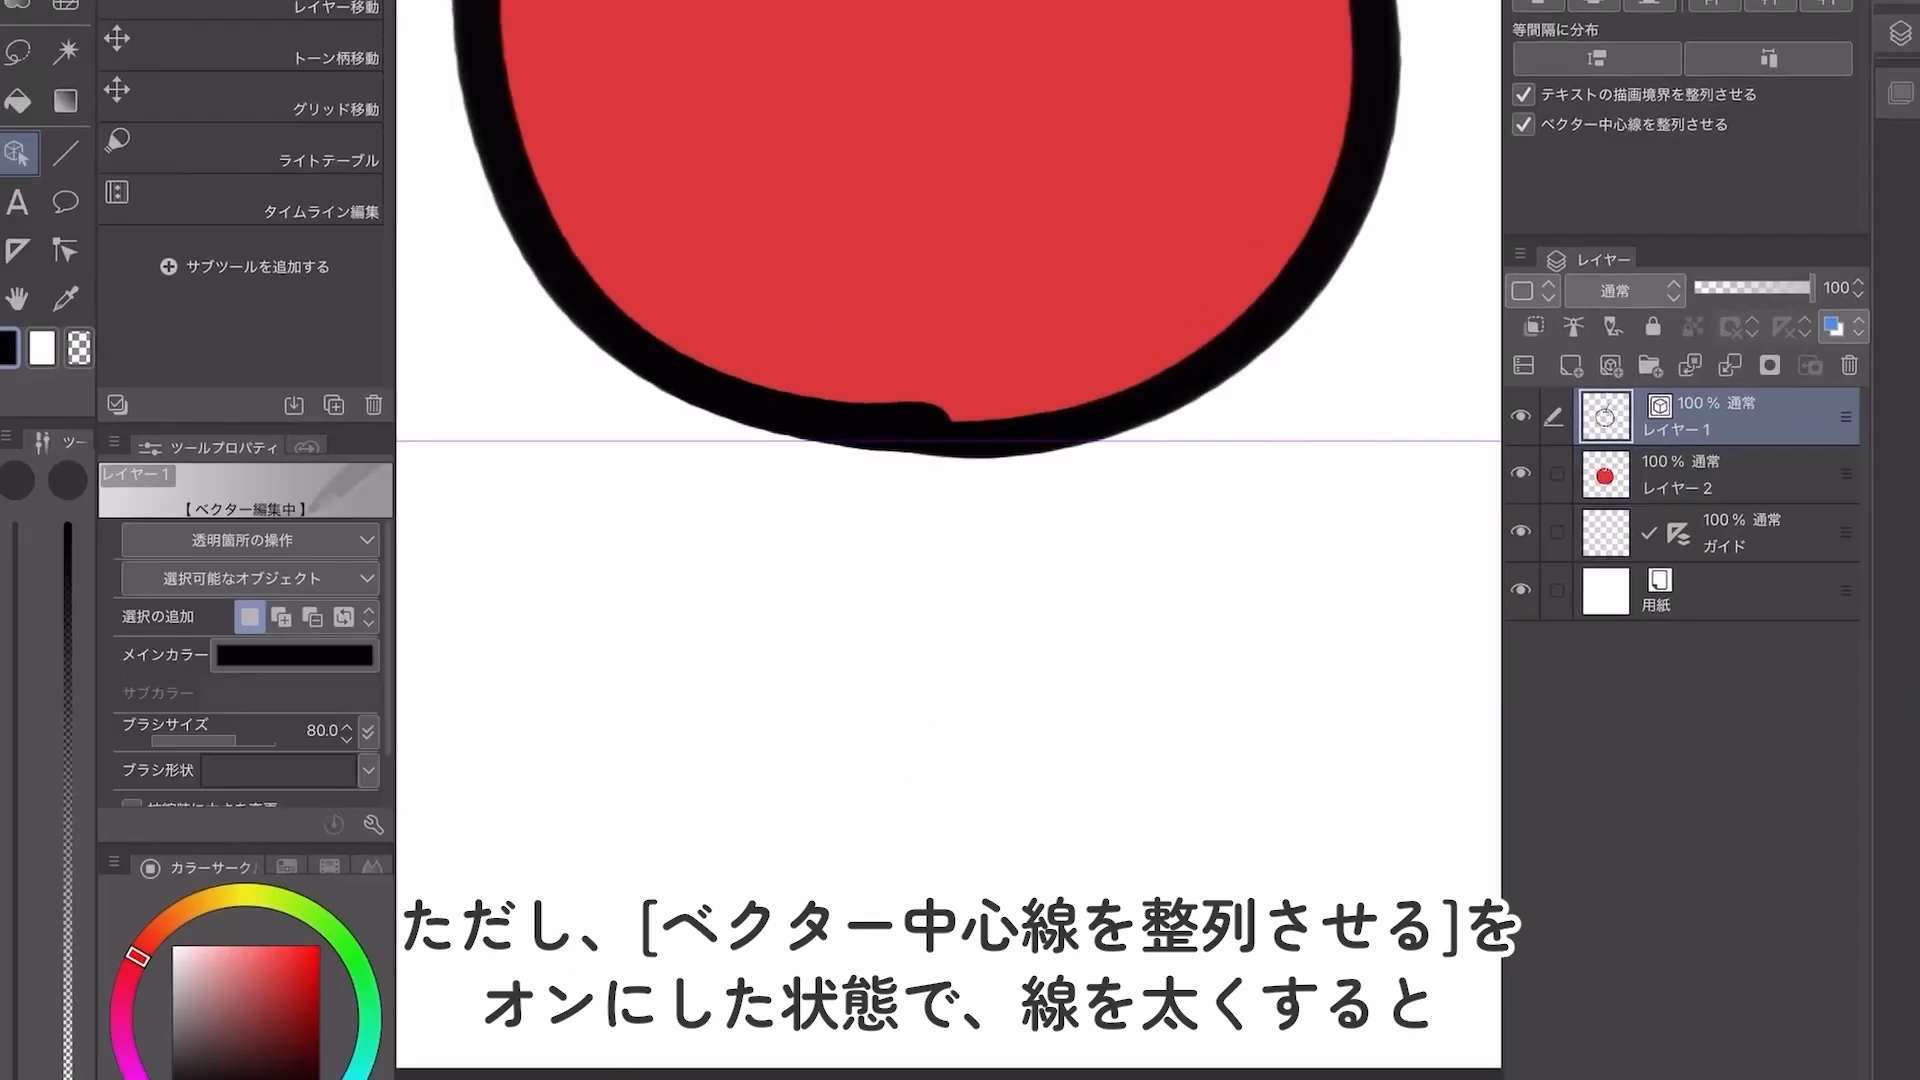 レイヤー移動
トーン柄移動
グリッド移動
ライトテーブル
タイムライン編集
サブツールを追加する
ツー
ツールプロパティ
レイヤー1
【 ベクター編集中 】
透明箇所の操作
選択可能なオブジェクト
選択の追加
メインカラー
サブカラー
ブラシサイズ 80.0
ブラシ形状
カラーサーク
等間隔に分布
テキストの描画境界を整列させる
ベクター中心線を整列させる
レイヤー
通常 100
100 % 通常
レイヤー 1
100 % 通常
レイヤー 2
100 % 通常
ガイド
用紙
ただし、[ベクター中心線を整列させる]を
オンにした状態で、線を太くすると